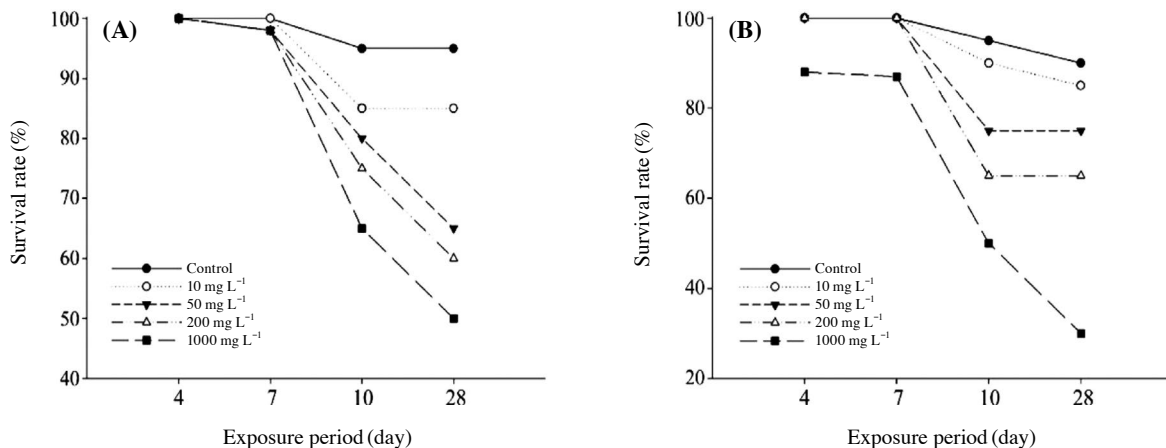 (A)
Survival rate (%)
100
90
80
70
60
50
40
Control
10 mg L⁻¹
50 mg L⁻¹
200 mg L⁻¹
1000 mg L⁻¹
4 7 10 28
Exposure period (day)
(B)
Survival rate (%)
100
80
60
40
20
Control
10 mg L⁻¹
50 mg L⁻¹
200 mg L⁻¹
1000 mg L⁻¹
4 7 10 28
Exposure period (day)